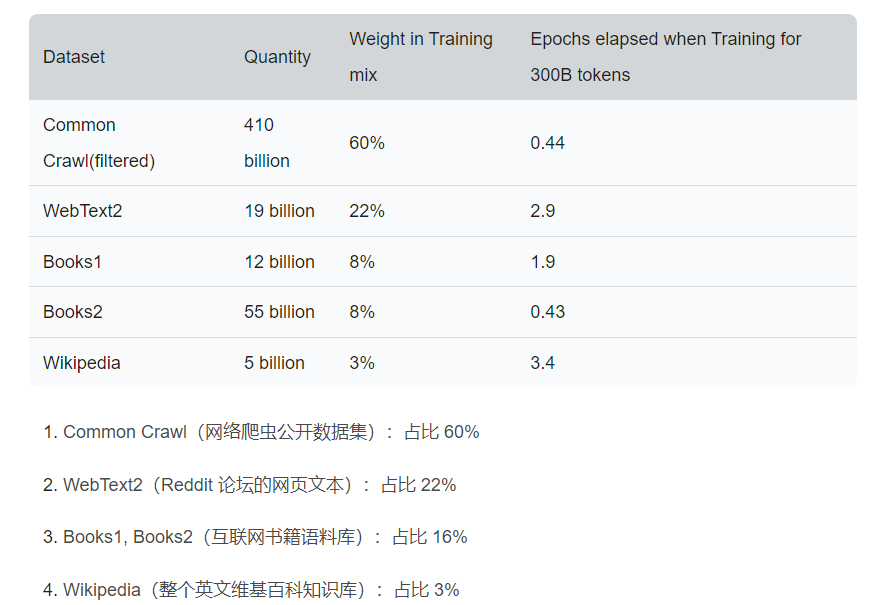 Dataset Quantity Weight in Training mix Epochs elapsed when Training for 300B tokens
Common Crawl(filtered) 410 billion 60% 0.44
WebText2 19 billion 22% 2.9
Books1 12 billion 8% 1.9
Books2 55 billion 8% 0.43
Wikipedia 5 billion 3% 3.4
1. Common Crawl（网络爬虫公开数据集）：占比 60%
2. WebText2（Reddit 论坛的网页文本）：占比 22%
3. Books1, Books2（互联网书籍语料库）：占比 16%
4. Wikipedia（整个英文维基百科知识库）：占比 3%